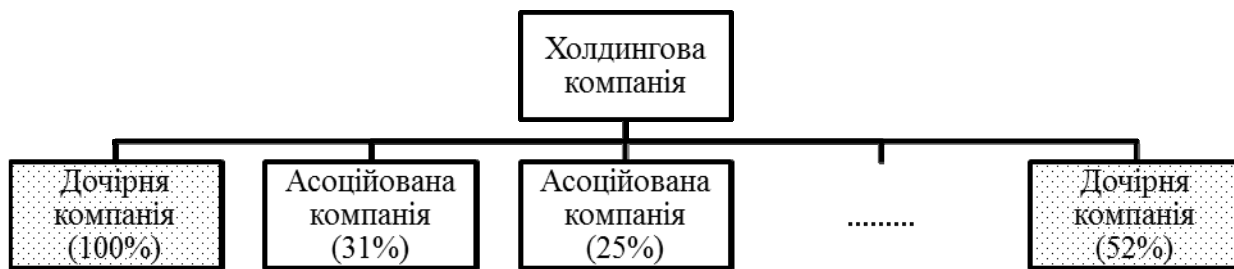 Холдингова
компанія
Дочірня
компанія
(100%)
Асоційована
компанія
(31%)
Асоційована
компанія
(25%)
.........
Дочірня
компанія
(52%)